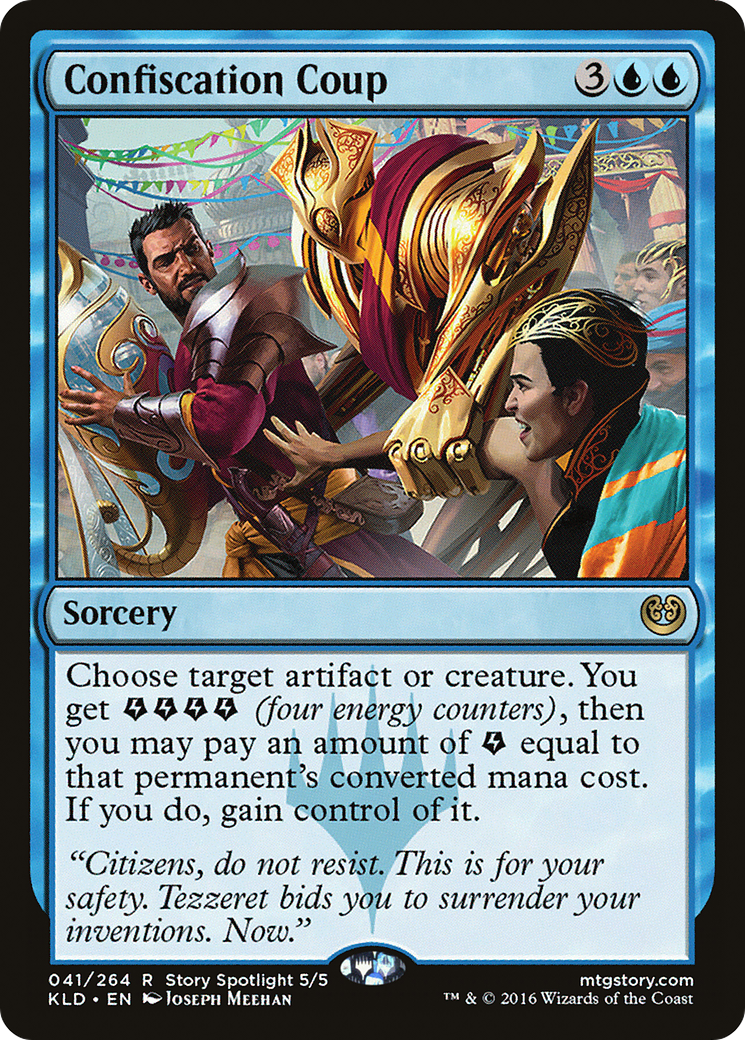 Confiscation Coup 3
Sorcery
Choose target artifact or creature. You
get (four energy counters), then
you may pay an amount of equal to
that permanent's converted mana cost.
If you do, gain control of it.
"Citizens, do not resist. This is for your
safety. Tezzeret bids you to surrender your
inventions. Now."
041/264 R Story Spotlight 5/5
mtgstory.com
KLD • EN Joseph Meehan
™ & © 2016 Wizards of the Coast